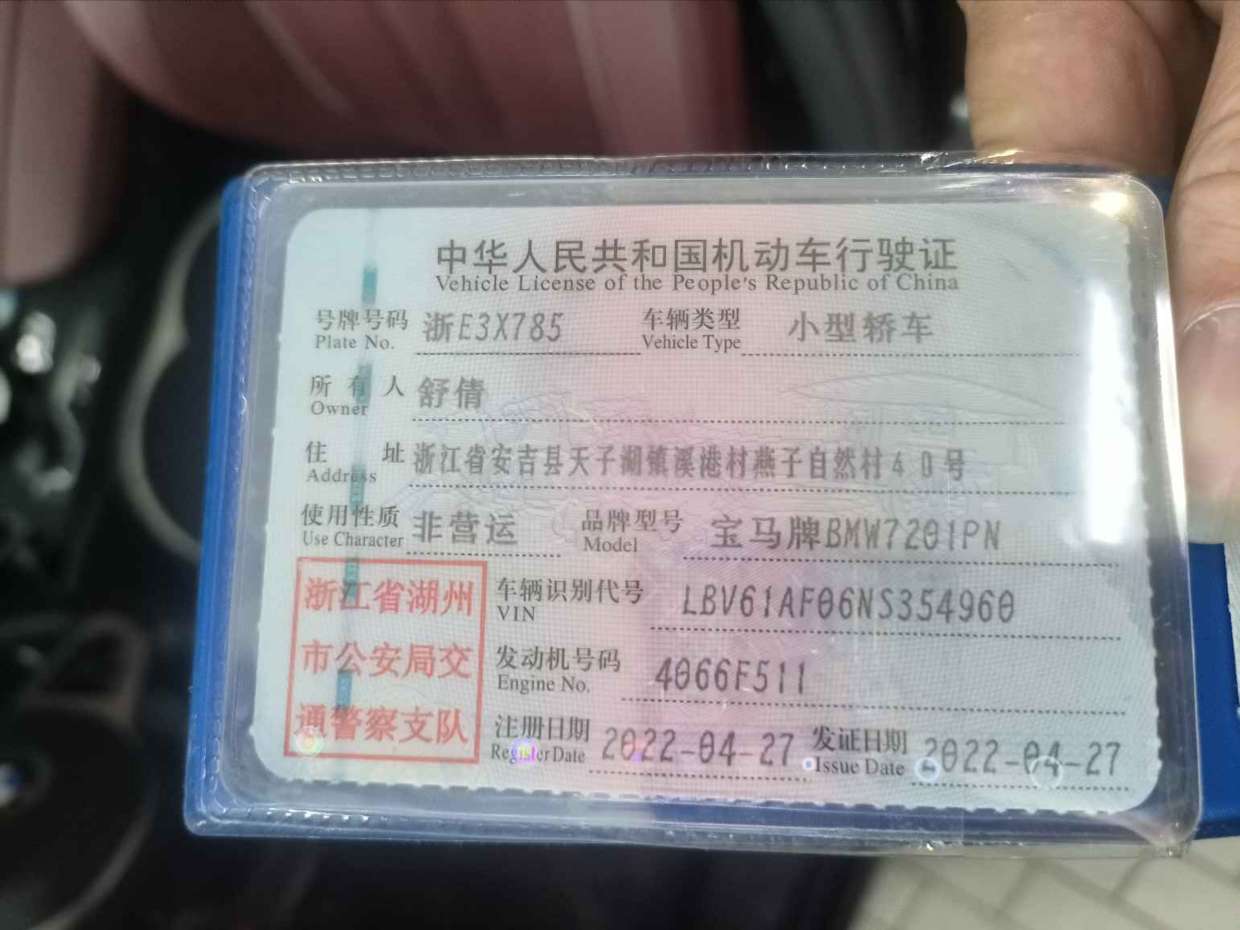 中华人民共和国机动车行驶证
Vehicle License of the People's Republic of China
号牌号码 浙E3X785 车辆类型 小型轿车
Plate No. Vehicle Type
所有人 舒倩
Owner
住址 浙江省安吉县天子湖镇溪港村燕子自然村40号
Address
使用性质 非营运 品牌型号 宝马牌BMW7201PN
Use Character Model
浙江省湖州
市公安局交
通警察支队
车辆识别代号 LBV61AF06NS354960
VIN
发动机号码 4066F511
Engine No.
注册日期 2022-04-27 发证日期 2022-04-27
Register Date Issue Date